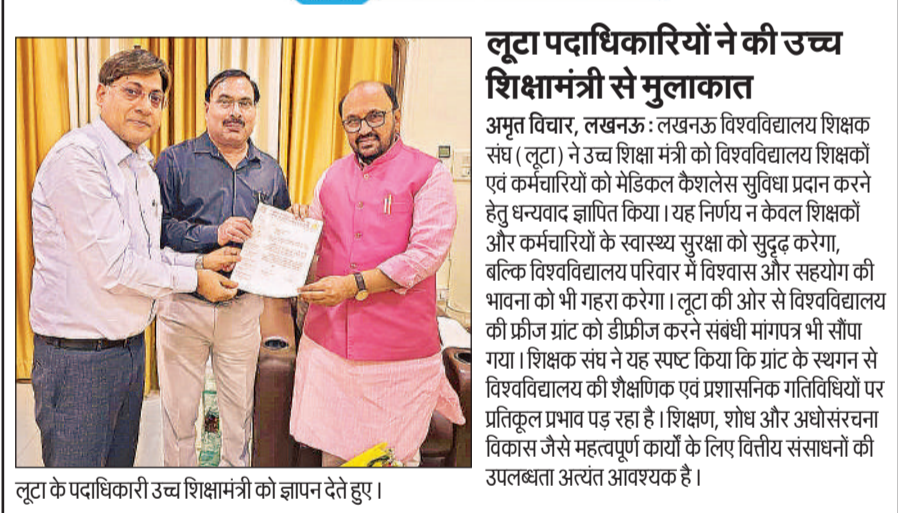 लूटा पदाधिकारियों ने की उच्च
शिक्षामंत्री से मुलाकात
अमृत विचार, लखनऊ : लखनऊ विश्वविद्यालय शिक्षक
संघ ( लूटा ) ने उच्च शिक्षा मंत्री को विश्वविद्यालय शिक्षकों
एवं कर्मचारियों को मेडिकल कैशलेस सुविधा प्रदान करने
हेतु धन्यवाद ज्ञापित किया । यह निर्णय न केवल शिक्षकों
और कर्मचारियों के स्वास्थ्य सुरक्षा को सुदृढ़ करेगा,
बल्कि विश्वविद्यालय परिवार में विश्वास और सहयोग की
भावना को भी गहरा करेगा । लूटा की ओर से विश्वविद्यालय
की फ्रीज ग्रांट को डीफ्रीज करने संबंधी मांगपत्र भी सौंपा
गया । शिक्षक संघ ने यह स्पष्ट किया कि ग्रांट के स्थगन से
विश्वविद्यालय की शैक्षणिक एवं प्रशासनिक गतिविधियों पर
प्रतिकूल प्रभाव पड़ रहा है । शिक्षण, शोध और अधोसंरचना
विकास जैसे महत्वपूर्ण कार्यों के लिए वित्तीय संसाधनों की
उपलब्धता अत्यंत आवश्यक है ।
लूटा के पदाधिकारी उच्च शिक्षामंत्री को ज्ञापन देते हुए ।